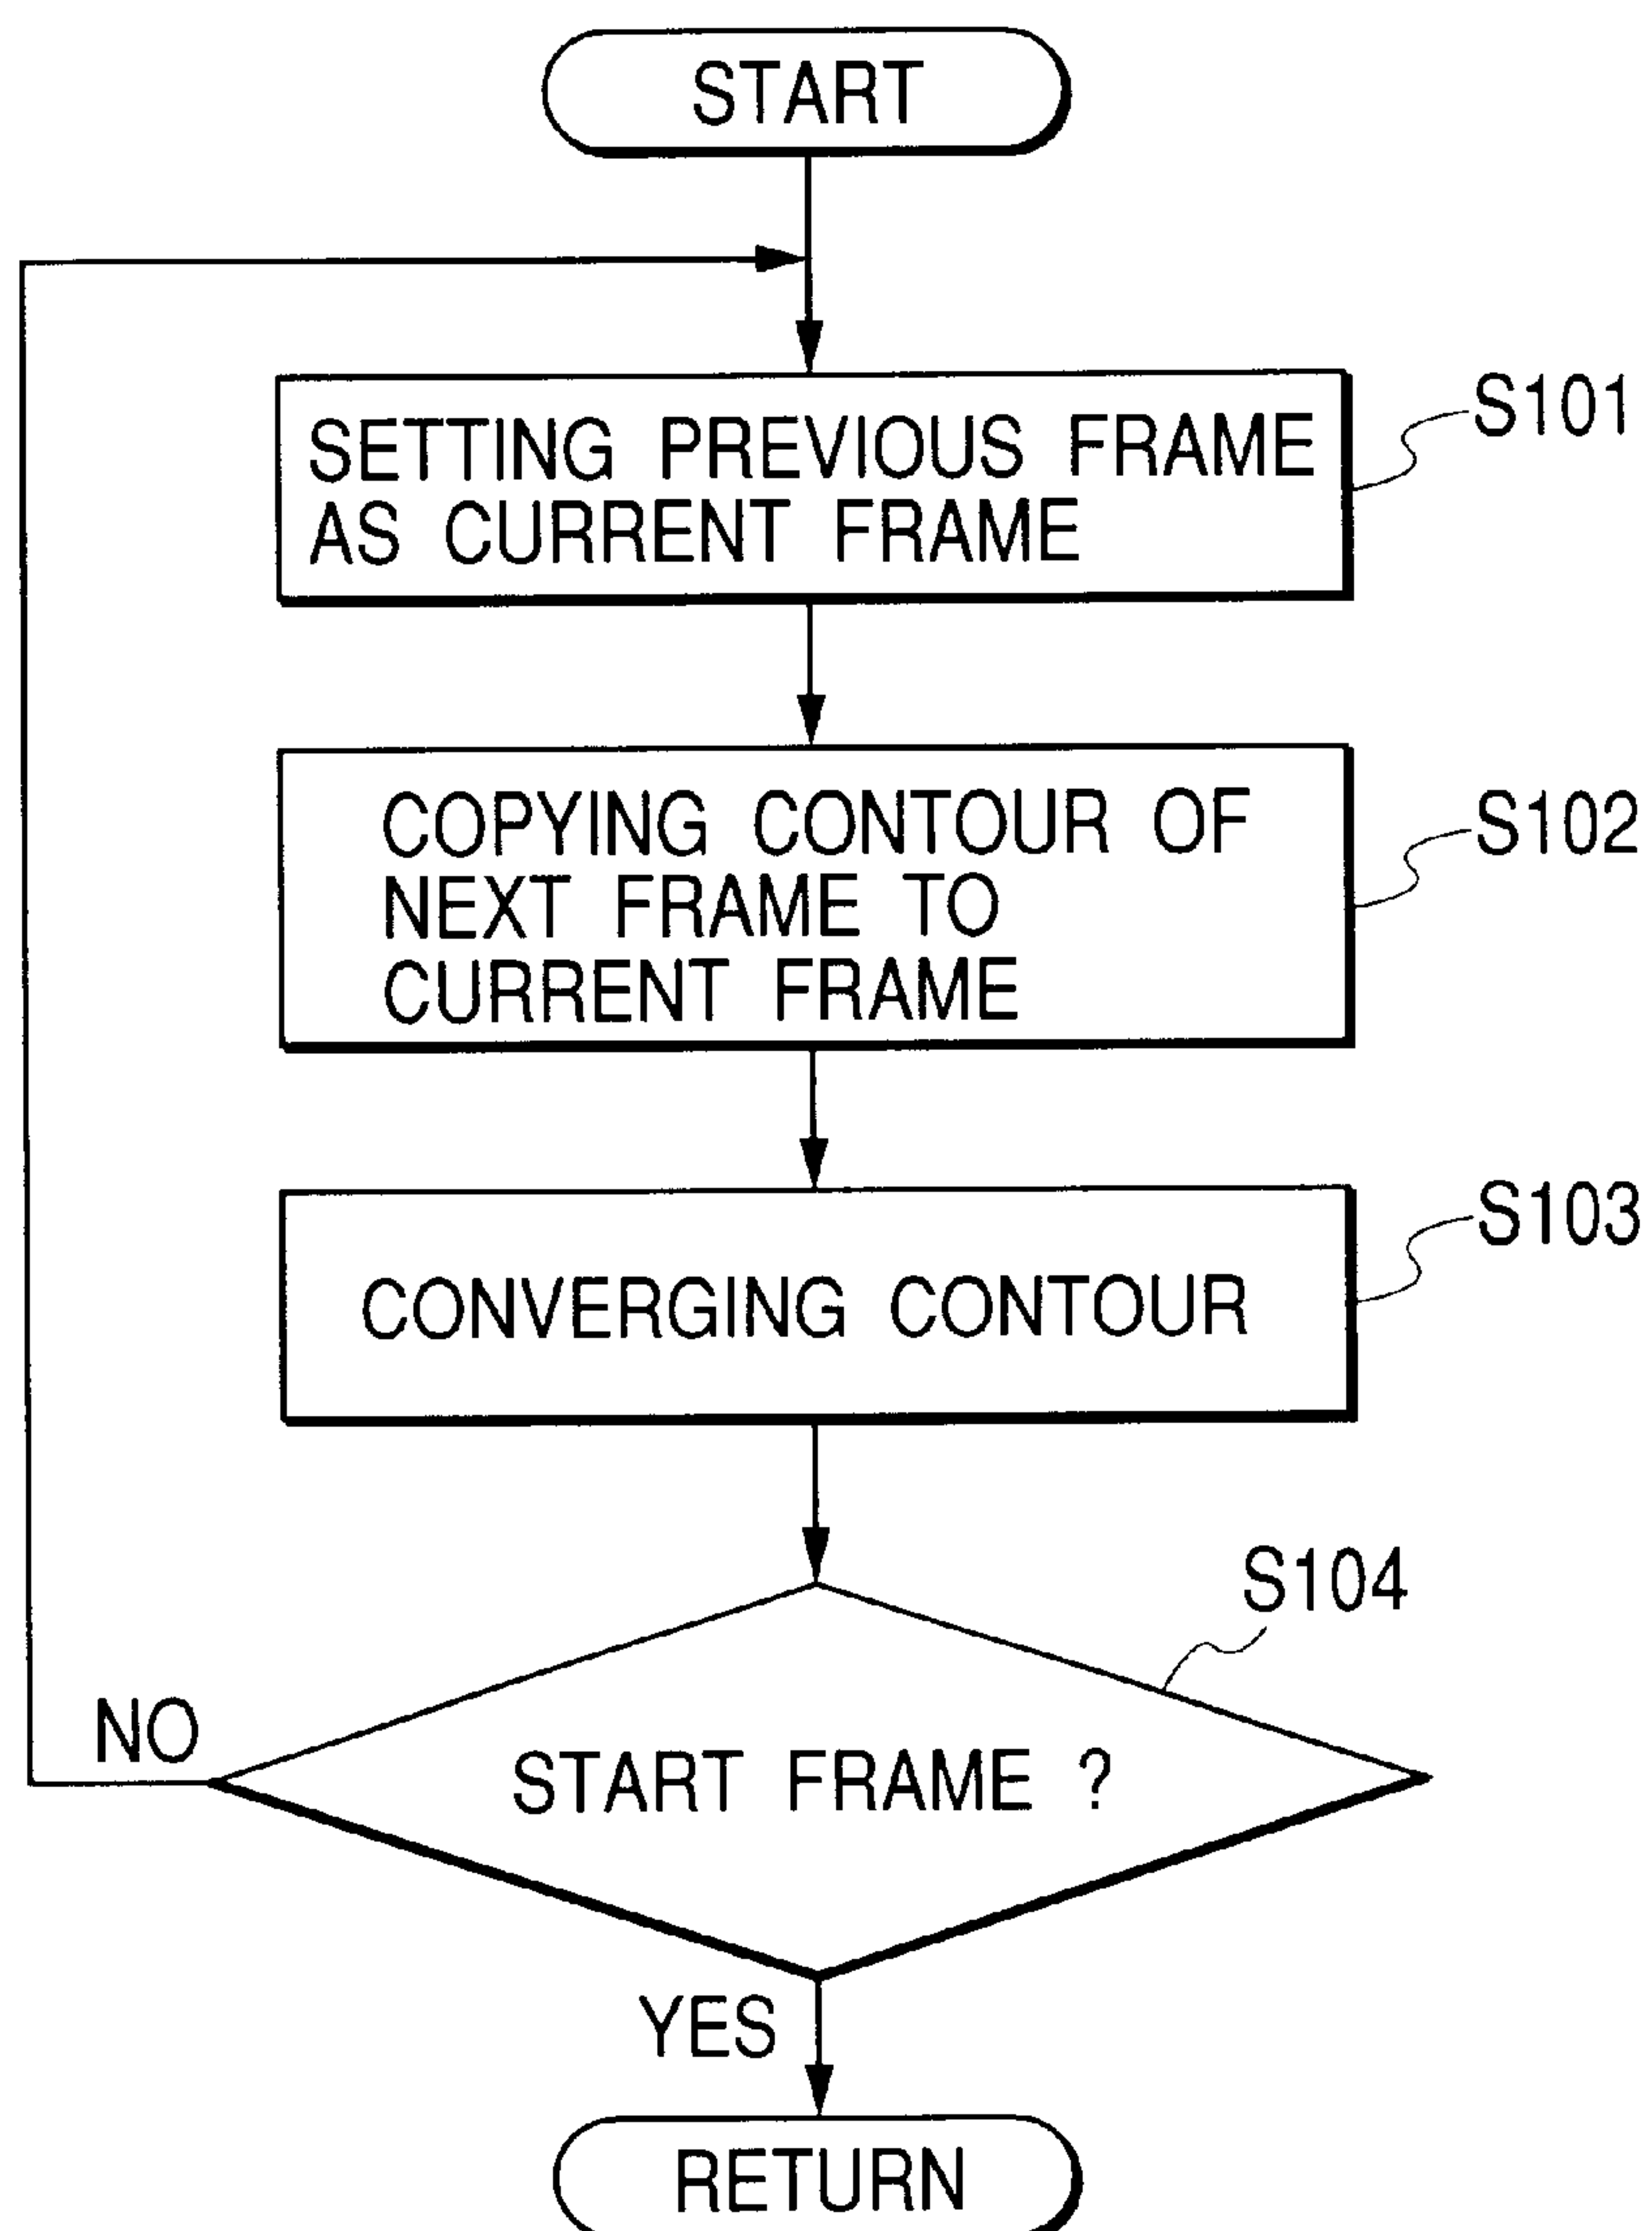 START
SETTING PREVIOUS FRAME
AS CURRENT FRAME
S101
COPYING CONTOUR OF
NEXT FRAME TO
CURRENT FRAME
S102
CONVERGING CONTOUR
S103
S104
START FRAME ?
NO
YES
RETURN